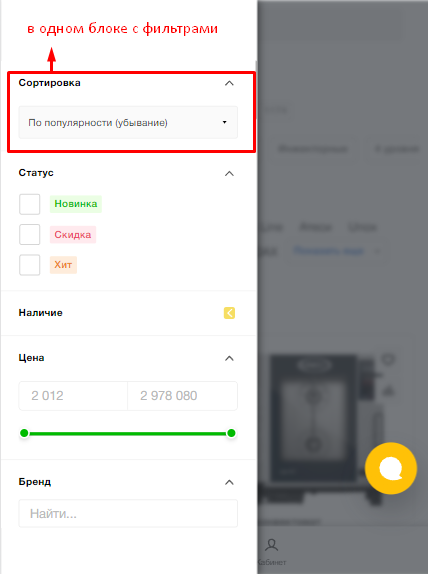 в одном блоке с фильтрами
Сортировка
По популярности (убывание)
Статус
Новинка
Скидка
Хит
Наличие
Цена
2 012
2 978 080
Бренд
Найти...
Кабинет